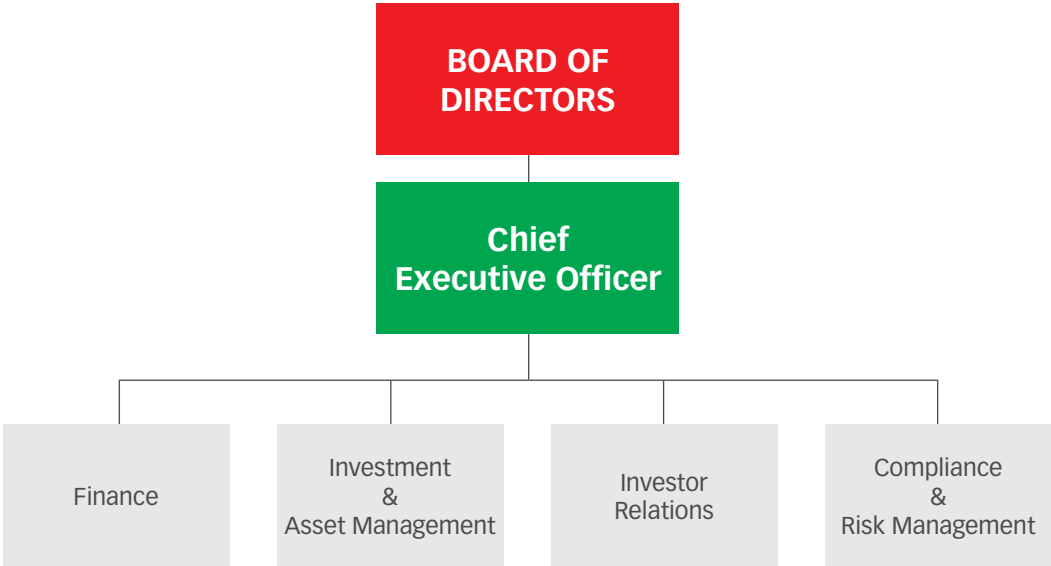 BOARD OF
DIRECTORS
Chief
Executive Officer
Finance
Investment
&
Asset Management
Investor
Relations
Compliance
&
Risk Management